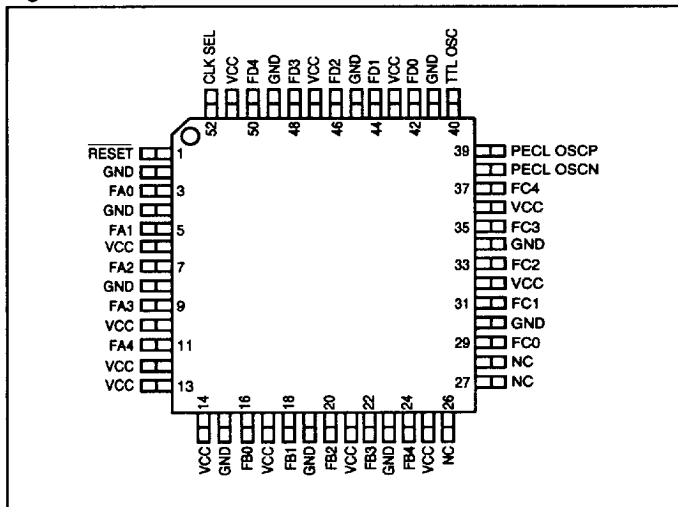 CLK SEL
VCC
FD4
GND
FD3
VCC
FD2
GND
FD1
VCC
FD0
GND
TTL OSC
52
50
48
46
44
42
40
RESET 1
GND
FA0 3
GND
FA1 5
VCC
FA2 7
GND
FA3 9
VCC
FA4 11
VCC
VCC 13
39 PECL OSCP
PECL OSCN
37 FC4
VCC
35 FC3
GND
33 FC2
VCC
31 FC1
GND
29 FC0
NC
27 NC
14
16
18
20
22
24
26
VCC
GND
FB0
VCC
FB1
GND
FB2
VCC
FB3
GND
FB4
VCC
NC